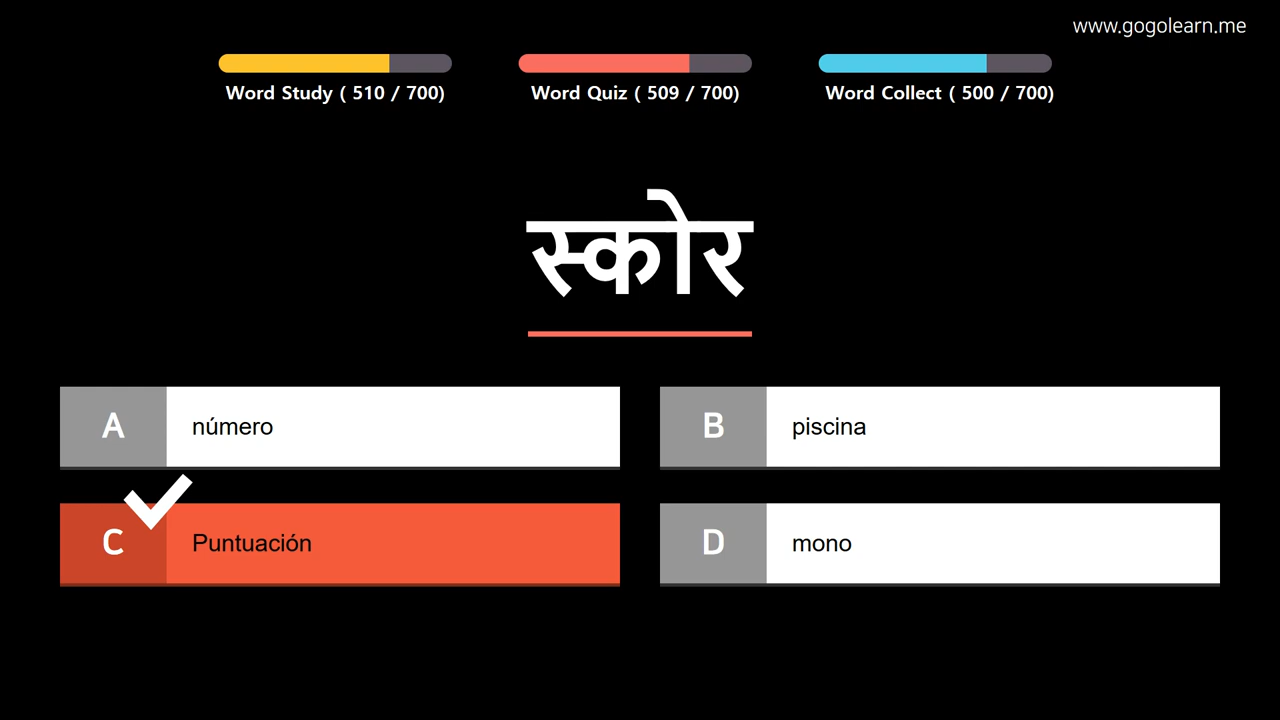 www.gogolearn.me
Word Study ( 510 / 700)
Word Quiz ( 509 / 700)
Word Collect ( 500 / 700)
स्कोर
A número
B piscina
C Puntuación
D mono